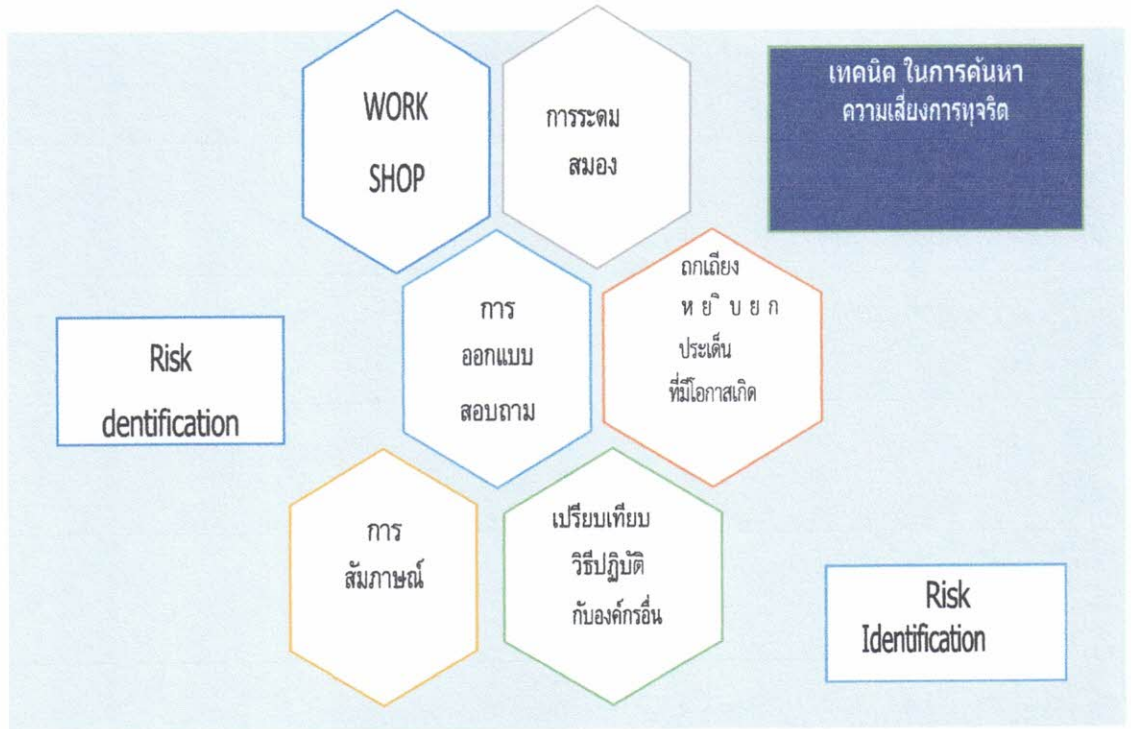 WORK
SHOP
การระดม
สมอง
เทคนิค ในการค้นหา
ความเสี่ยงการทุจริต
การ
ออกแบบ
สอบถาม
ถกเถียง
ห ยิ บ ย ก
ประเด็น
ที่มีโอกาสเกิด
Risk
dentification
การ
สัมภาษณ์
เปรียบเทียบ
วิธีปฏิบัติ
กับองค์กรอื่น
Risk
Identification